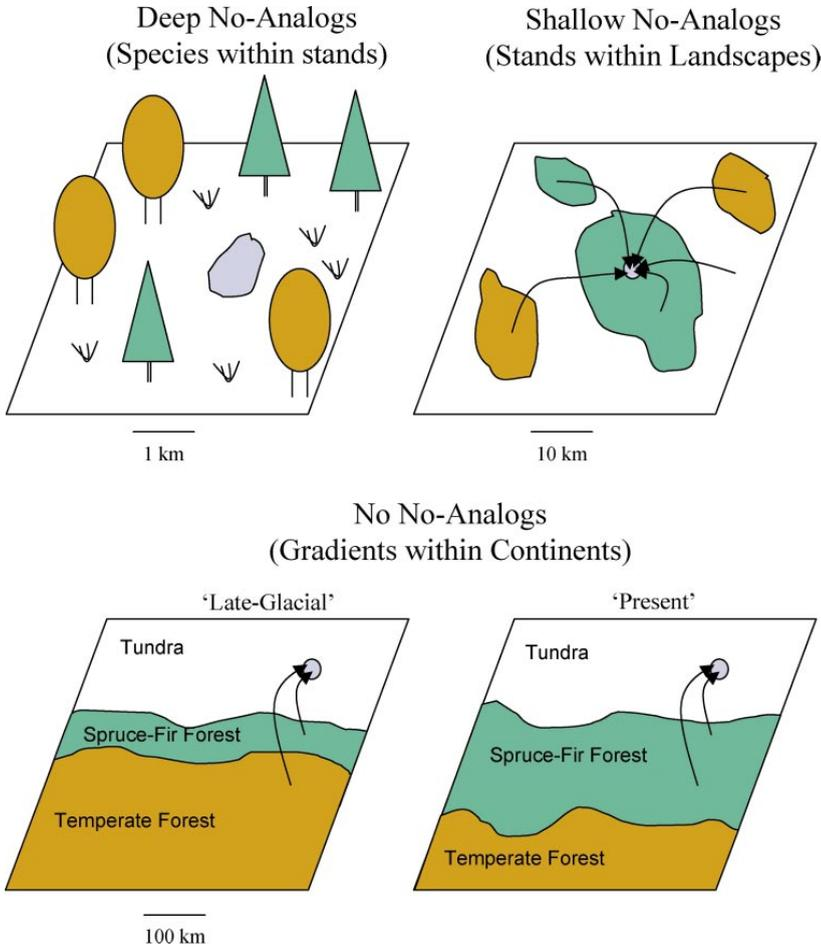 Deep No-Analogs
(Species within stands)
Shallow No-Analogs
(Stands within Landscapes)
1 km
10 km
No No-Analogs
(Gradients within Continents)
‘Late-Glacial’
‘Present’
Tundra
Spruce-Fir Forest
Temperate Forest
Tundra
Spruce-Fir Forest
Temperate Forest
100 km